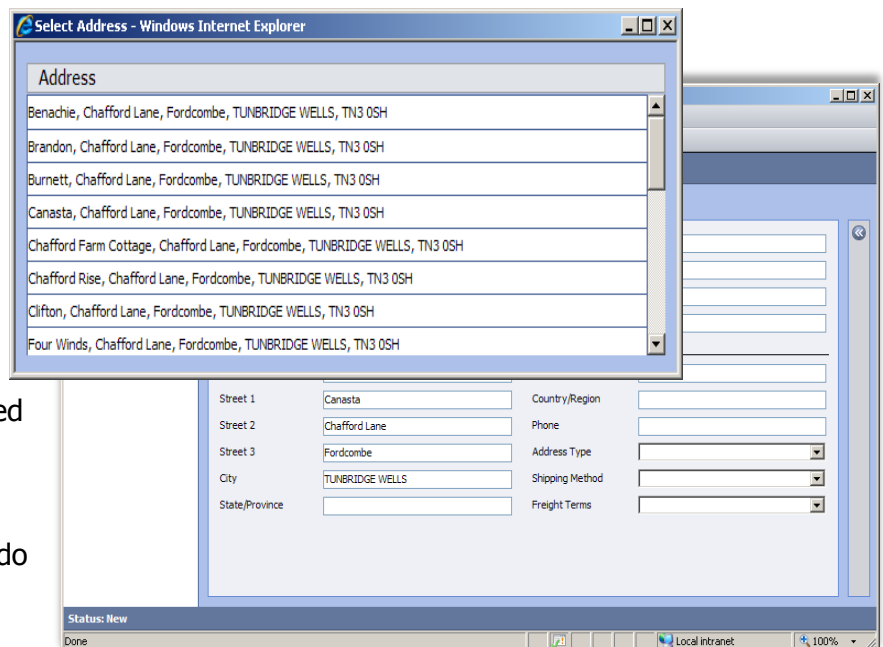 Select Address - Windows Internet Explorer
Address
Benachie, Chafford Lane, Fordcombe, TUNBRIDGE WELLS, TN3 0SH
Brandon, Chafford Lane, Fordcombe, TUNBRIDGE WELLS, TN3 0SH
Burnett, Chafford Lane, Fordcombe, TUNBRIDGE WELLS, TN3 0SH
Canasta, Chafford Lane, Fordcombe, TUNBRIDGE WELLS, TN3 0SH
Chafford Farm Cottage, Chafford Lane, Fordcombe, TUNBRIDGE WELLS, TN3 0SH
Chafford Rise, Chafford Lane, Fordcombe, TUNBRIDGE WELLS, TN3 0SH
Clifton, Chafford Lane, Fordcombe, TUNBRIDGE WELLS, TN3 0SH
Four Winds, Chafford Lane, Fordcombe, TUNBRIDGE WELLS, TN3 0SH
ed
do
Street 1 Canasta Country/Region
Street 2 Chafford Lane Phone
Street 3 Fordcombe Address Type
City TUNBRIDGE WELLS Shipping Method
State/Province Freight Terms
Status: New
Done Local intranet 100%